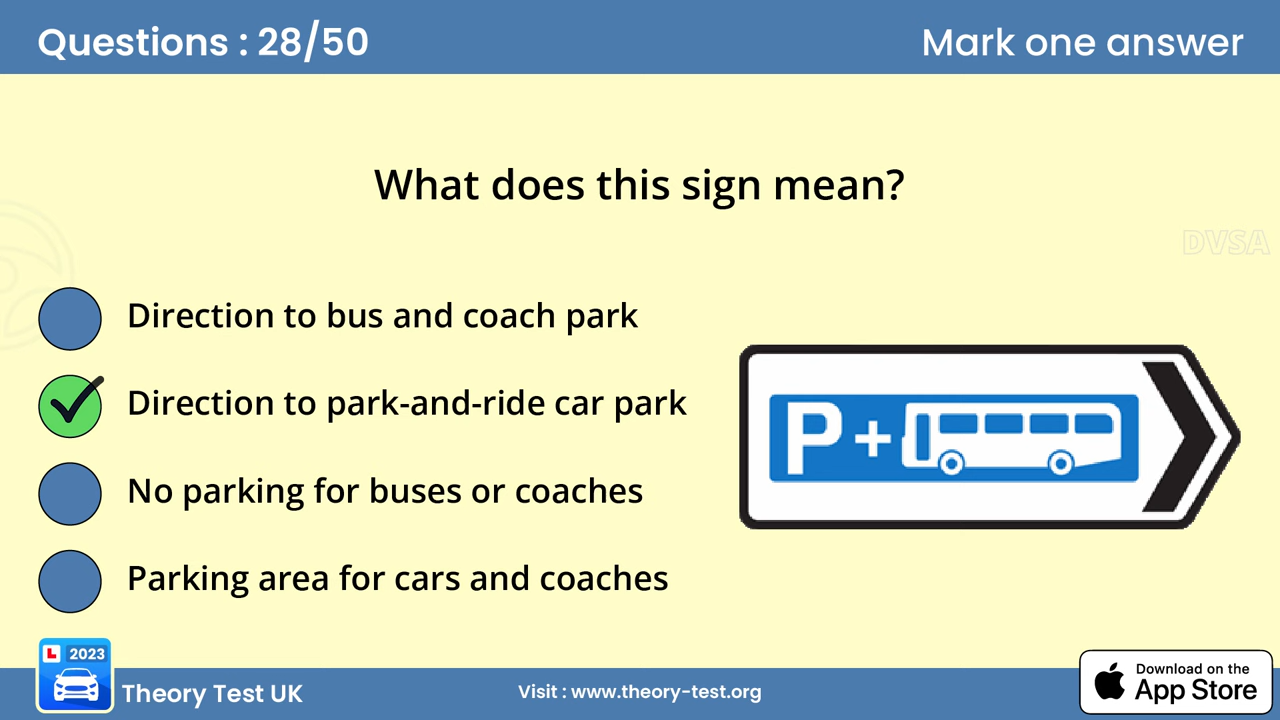 Questions : 28/50
Mark one answer
What does this sign mean?
DVSA
Direction to bus and coach park
Direction to park-and-ride car park
P+
No parking for buses or coaches
Parking area for cars and coaches
L 2023
Theory Test UK
Visit : www.theory-test.org
Download on the
App Store